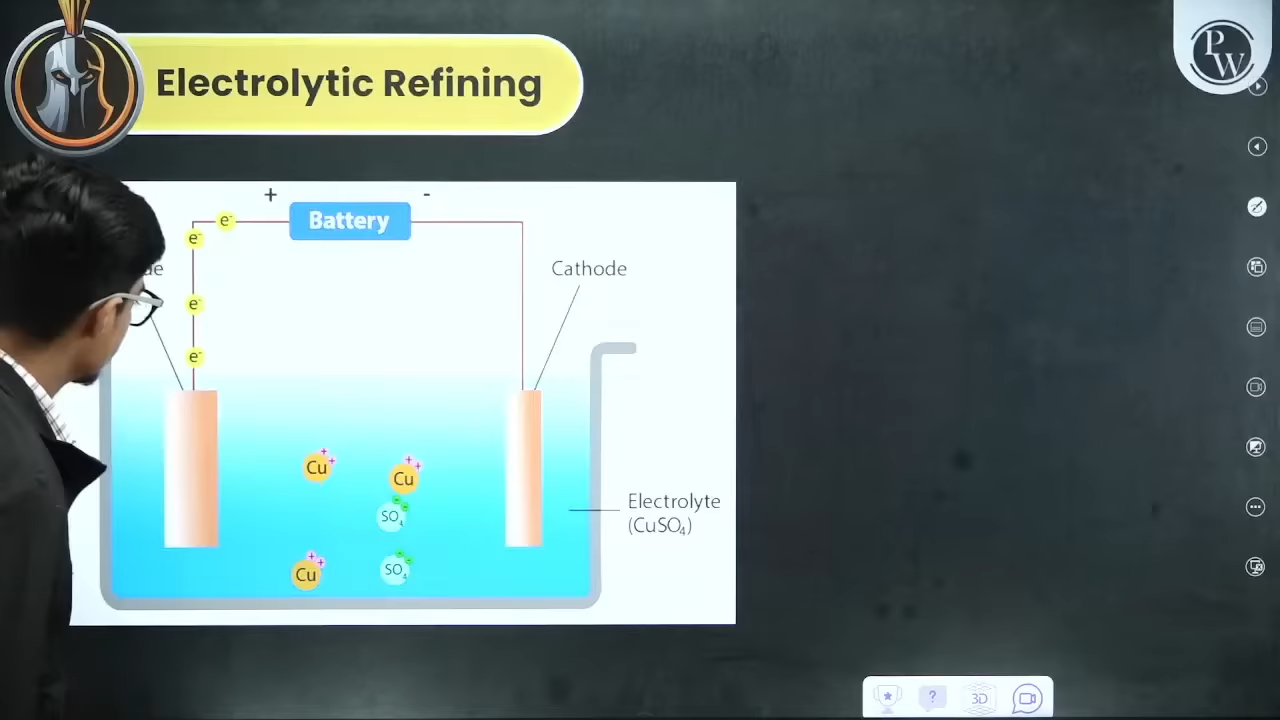 Electrolytic Refining
P
W
+ -
Battery
e⁻
e⁻
e⁻
e⁻
Cathode
Cu++
Cu++
SO₄--
Cu++
SO₄--
Electrolyte
(CuSO₄)
?
3D